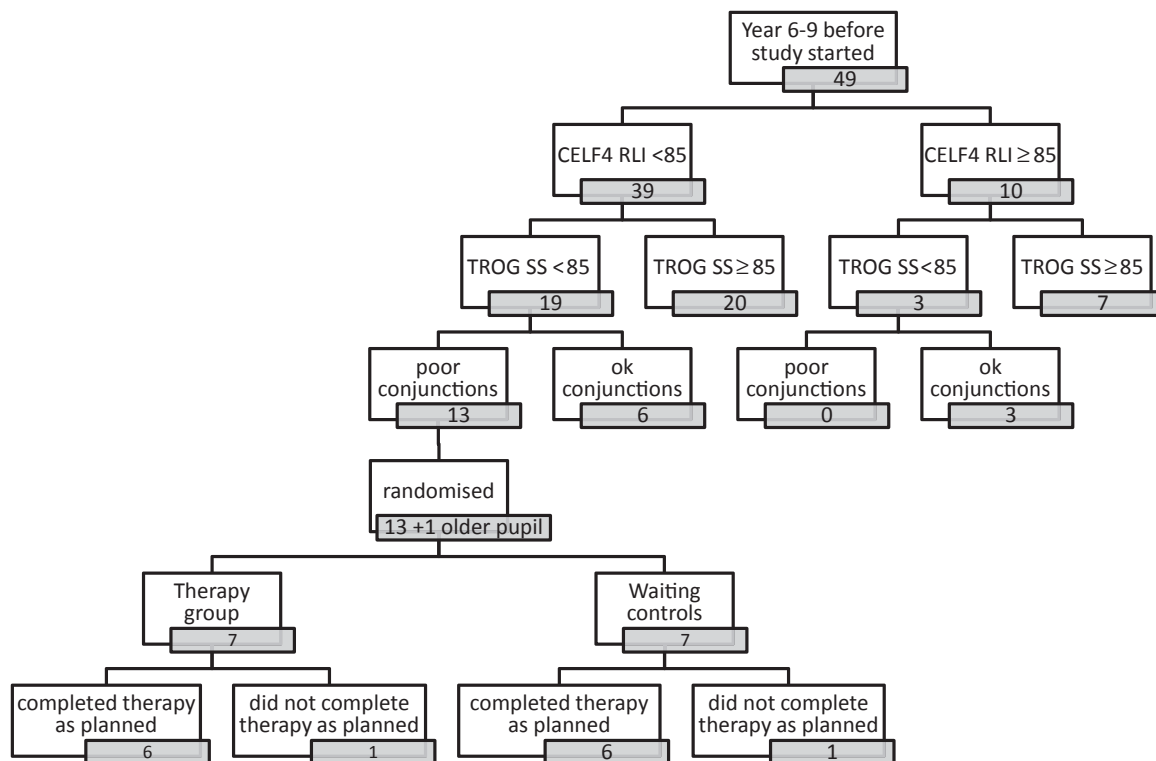 Year 6-9 before
study started
49
CELF4 RLI <85
39
CELF4 RLI ≥ 85
10
TROG SS <85
19
TROG SS≥85
20
TROG SS<85
3
TROG SS≥85
7
poor
conjunctions
13
ok
conjunctions
6
poor
conjunctions
0
ok
conjunctions
3
randomised
13 +1 older pupil
Therapy
group
7
Waiting
controls
7
completed therapy
as planned
6
did not complete
therapy as planned
1
completed therapy
as planned
6
did not complete
therapy as planned
1